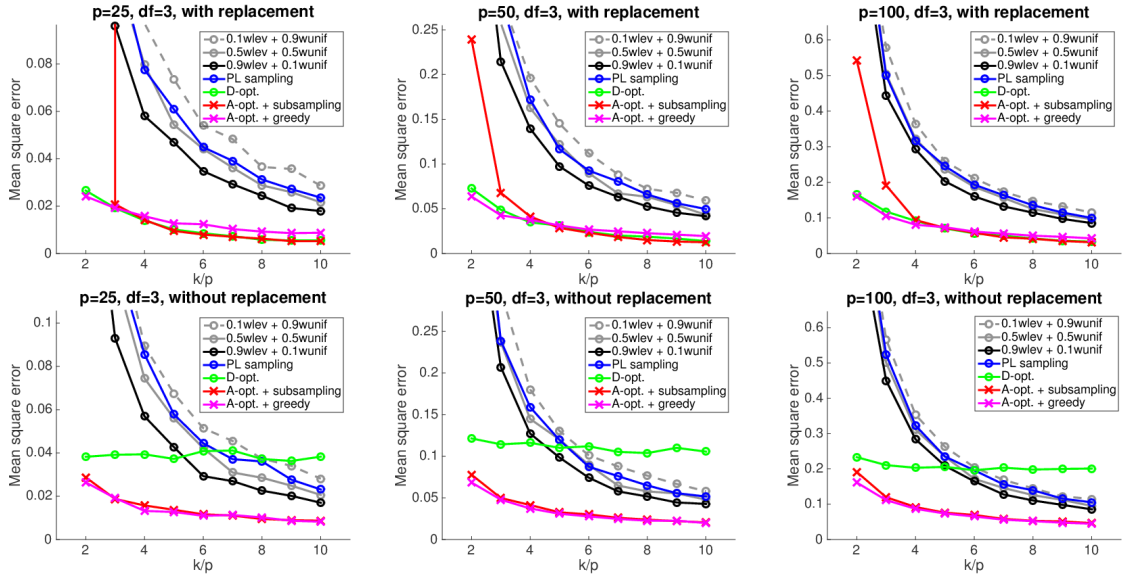 p=25, df=3, with replacement
Mean square error
0.08
0.06
0.04
0.02
0
2 4 6 8 10
k/p
0.1wlev + 0.9wunif
0.5wlev + 0.5wunif
0.9wlev + 0.1wunif
PL sampling
D-opt.
A-opt. + subsampling
A-opt. + greedy
p=50, df=3, with replacement
Mean square error
0.25
0.2
0.15
0.1
0.05
0
2 4 6 8 10
k/p
0.1wlev + 0.9wunif
0.5wlev + 0.5wunif
0.9wlev + 0.1wunif
PL sampling
D-opt.
A-opt. + subsampling
A-opt. + greedy
p=100, df=3, with replacement
Mean square error
0.6
0.5
0.4
0.3
0.2
0.1
0
2 4 6 8 10
k/p
0.1wlev + 0.9wunif
0.5wlev + 0.5wunif
0.9wlev + 0.1wunif
PL sampling
D-opt.
A-opt. + subsampling
A-opt. + greedy
p=25, df=3, without replacement
Mean square error
0.1
0.08
0.06
0.04
0.02
0
2 4 6 8 10
k/p
0.1wlev + 0.9wunif
0.5wlev + 0.5wunif
0.9wlev + 0.1wunif
PL sampling
D-opt.
A-opt. + subsampling
A-opt. + greedy
p=50, df=3, without replacement
Mean square error
0.25
0.2
0.15
0.1
0.05
0
2 4 6 8 10
k/p
0.1wlev + 0.9wunif
0.5wlev + 0.5wunif
0.9wlev + 0.1wunif
PL sampling
D-opt.
A-opt. + subsampling
A-opt. + greedy
p=100, df=3, without replacement
Mean square error
0.6
0.5
0.4
0.3
0.2
0.1
0
2 4 6 8 10
k/p
0.1wlev + 0.9wunif
0.5wlev + 0.5wunif
0.9wlev + 0.1wunif
PL sampling
D-opt.
A-opt. + subsampling
A-opt. + greedy